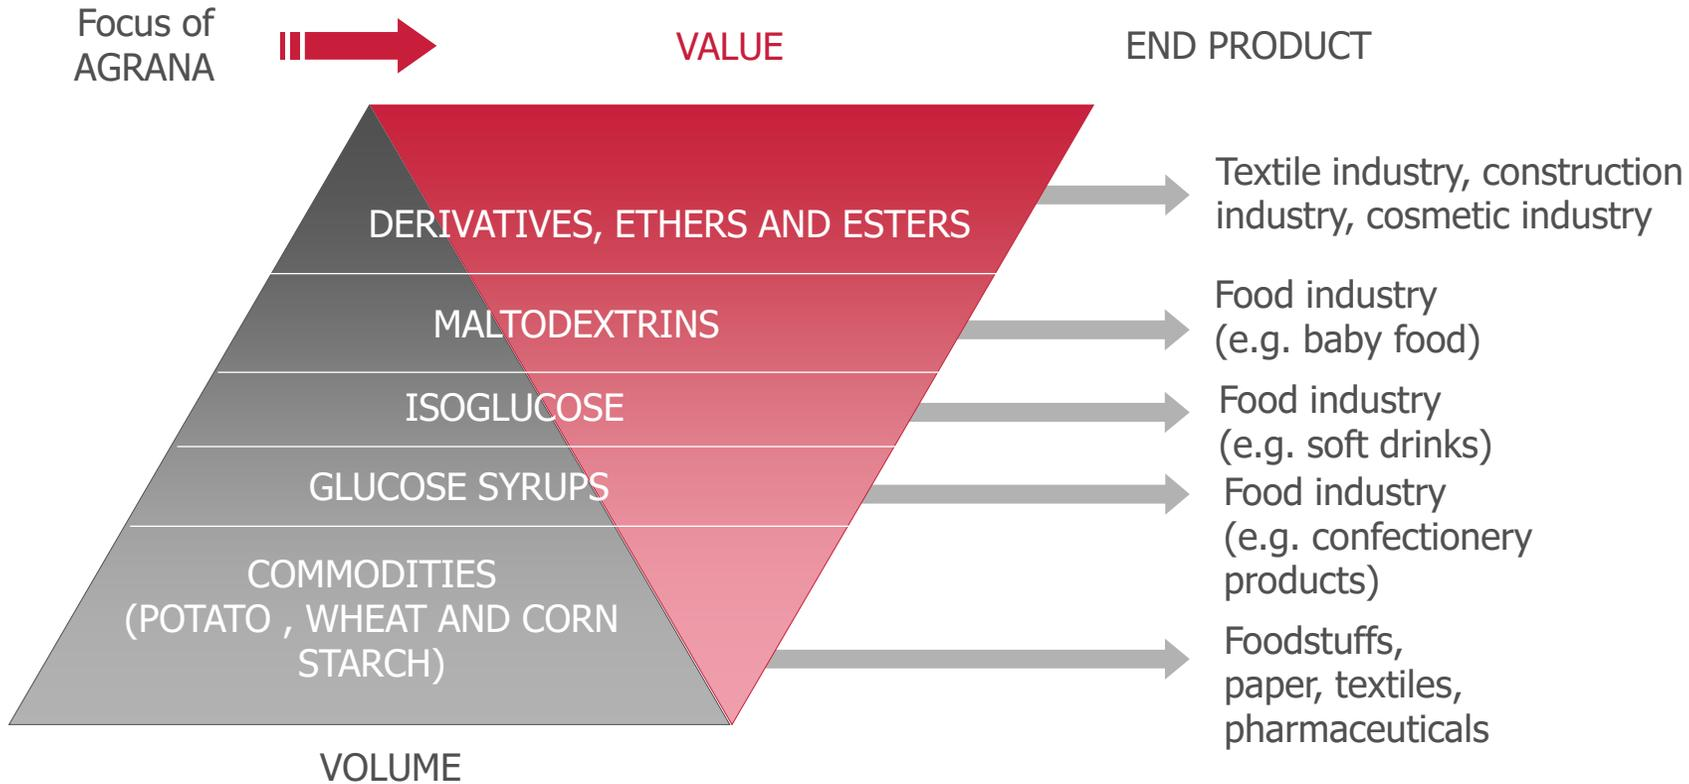 Focus of
AGRANA
VALUE
END PRODUCT
DERIVATIVES, ETHERS AND ESTERS
Textile industry, construction
industry, cosmetic industry
MALTODEXTRINS
Food industry
(e.g. baby food)
ISOGLUCOSE
Food industry
(e.g. soft drinks)
GLUCOSE SYRUPS
Food industry
(e.g. confectionery
products)
COMMODITIES
(POTATO , WHEAT AND CORN
STARCH)
Foodstuffs,
paper, textiles,
pharmaceuticals
VOLUME